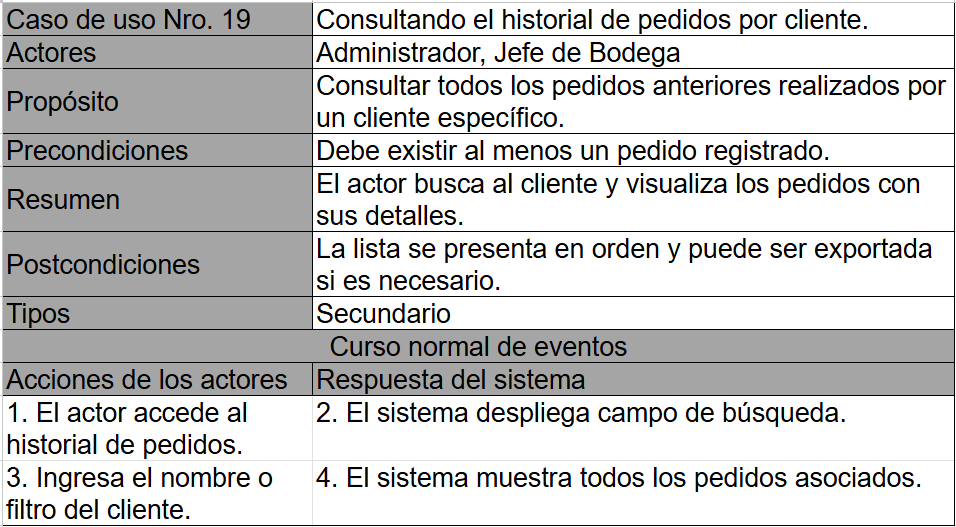 Caso de uso Nro. 19 Consultando el historial de pedidos por cliente.
Actores Administrador, Jefe de Bodega
Propósito Consultar todos los pedidos anteriores realizados por
un cliente específico.
Precondiciones Debe existir al menos un pedido registrado.
Resumen El actor busca al cliente y visualiza los pedidos con
sus detalles.
Postcondiciones La lista se presenta en orden y puede ser exportada
si es necesario.
Tipos Secundario
Curso normal de eventos
Acciones de los actores Respuesta del sistema
1. El actor accede al
historial de pedidos.
2. El sistema despliega campo de búsqueda.
3. Ingresa el nombre o
filtro del cliente.
4. El sistema muestra todos los pedidos asociados.